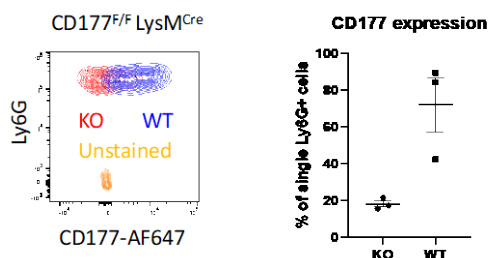 CD177F/F LysMCre
Ly6G
KO WT
Unstained
CD177-AF647
CD177 expression
% of single Ly6G+ cells
100
80
60
40
20
0
KO WT